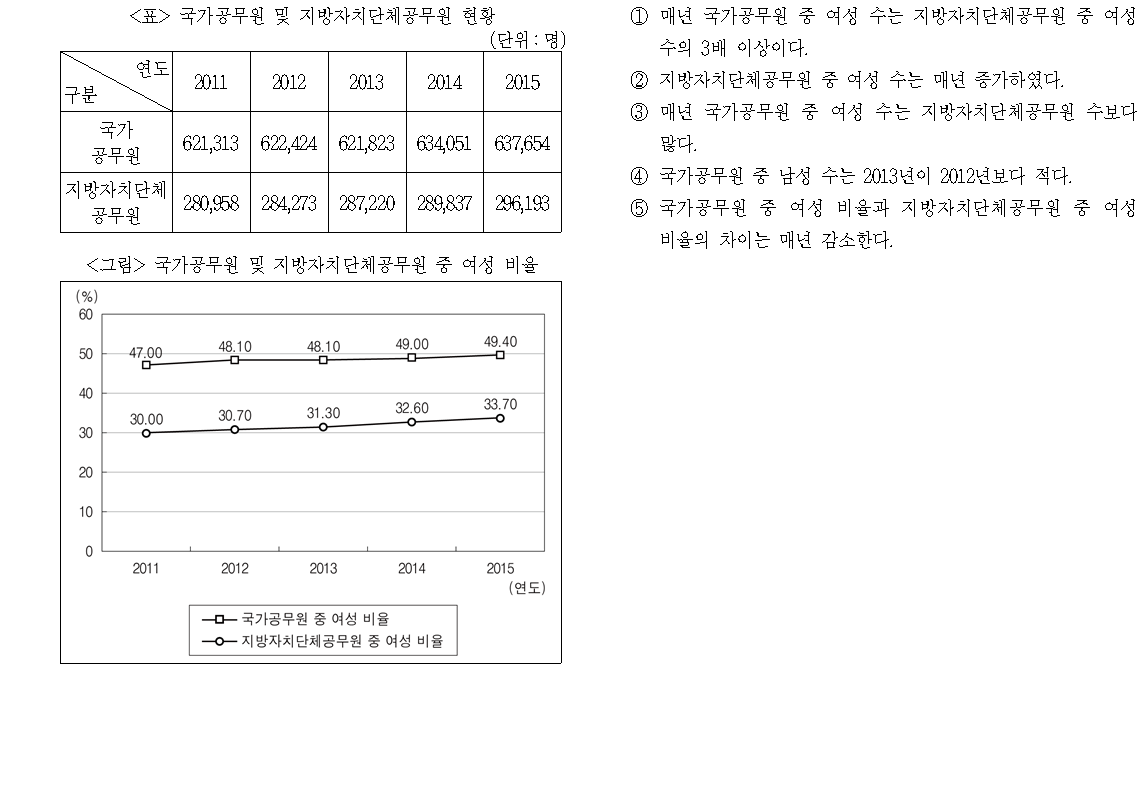 <표> 국가공무원 및 지방자치단체공무원 현황
(단위 : 명)
연도
구분
2011 2012 2013 2014 2015
국가
공무원
621,313 622,424 621,823 634,051 637,654
지방자치단체
공무원
280,958 284,273 287,220 289,837 296,193
<그림> 국가공무원 및 지방자치단체공무원 중 여성 비율
(%)
60
50
40
30
20
10
0
47.00 48.10 48.10 49.00 49.40
30.00 30.70 31.30 32.60 33.70
2011 2012 2013 2014 2015
(연도)
국가공무원 중 여성 비율
지방자치단체공무원 중 여성 비율
① 매년 국가공무원 중 여성 수는 지방자치단체공무원 중 여성
수의 3배 이상이다.
② 지방자치단체공무원 중 여성 수는 매년 증가하였다.
③ 매년 국가공무원 중 여성 수는 지방자치단체공무원 수보다
많다.
④ 국가공무원 중 남성 수는 2013년이 2012년보다 적다.
⑤ 국가공무원 중 여성 비율과 지방자치단체공무원 중 여성
비율의 차이는 매년 감소한다.